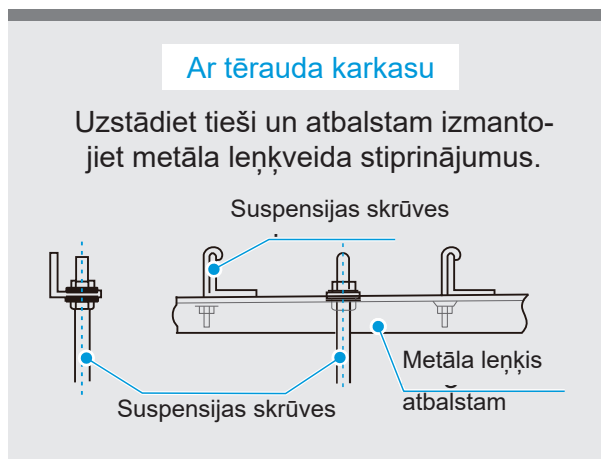 Ar tērauda karkasu
Uzstādiet tieši un atbalstam izmanto-
jiet metāla leņķveida stiprinājumus.
Suspensijas skrūves
Metāla leņķis
atbalstam
Suspensijas skrūves